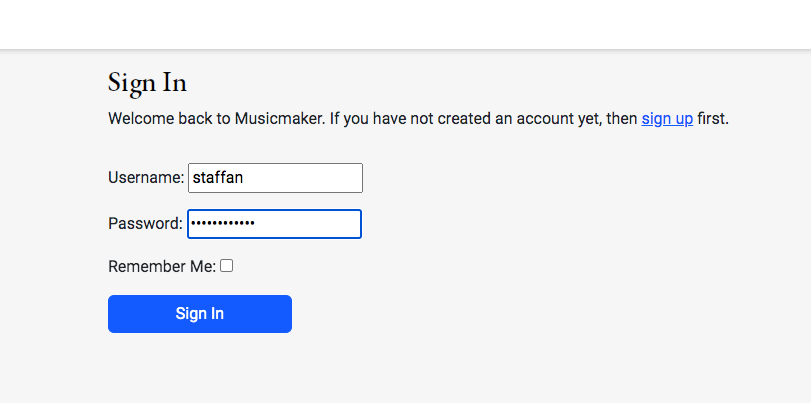 Sign In
Welcome back to Musicmaker. If you have not created an account yet, then sign up first.
Username: staffan
Password: ••••••••••••
Remember Me:
Sign In